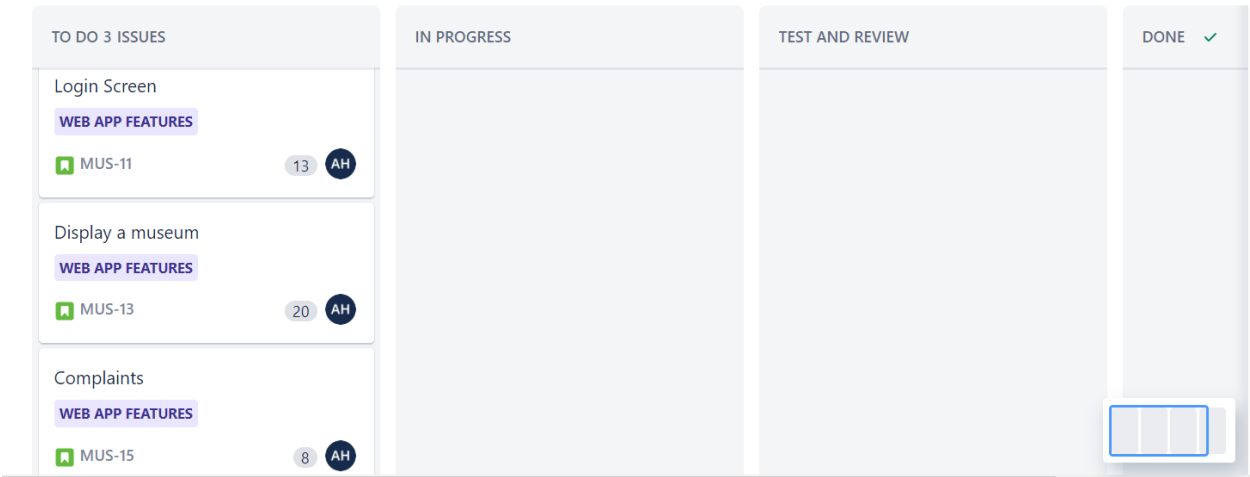 TO DO 3 ISSUES
IN PROGRESS
TEST AND REVIEW
DONE
Login Screen
WEB APP FEATURES
MUS-11
13
AH
Display a museum
WEB APP FEATURES
MUS-13
20
AH
Complaints
WEB APP FEATURES
MUS-15
8
AH